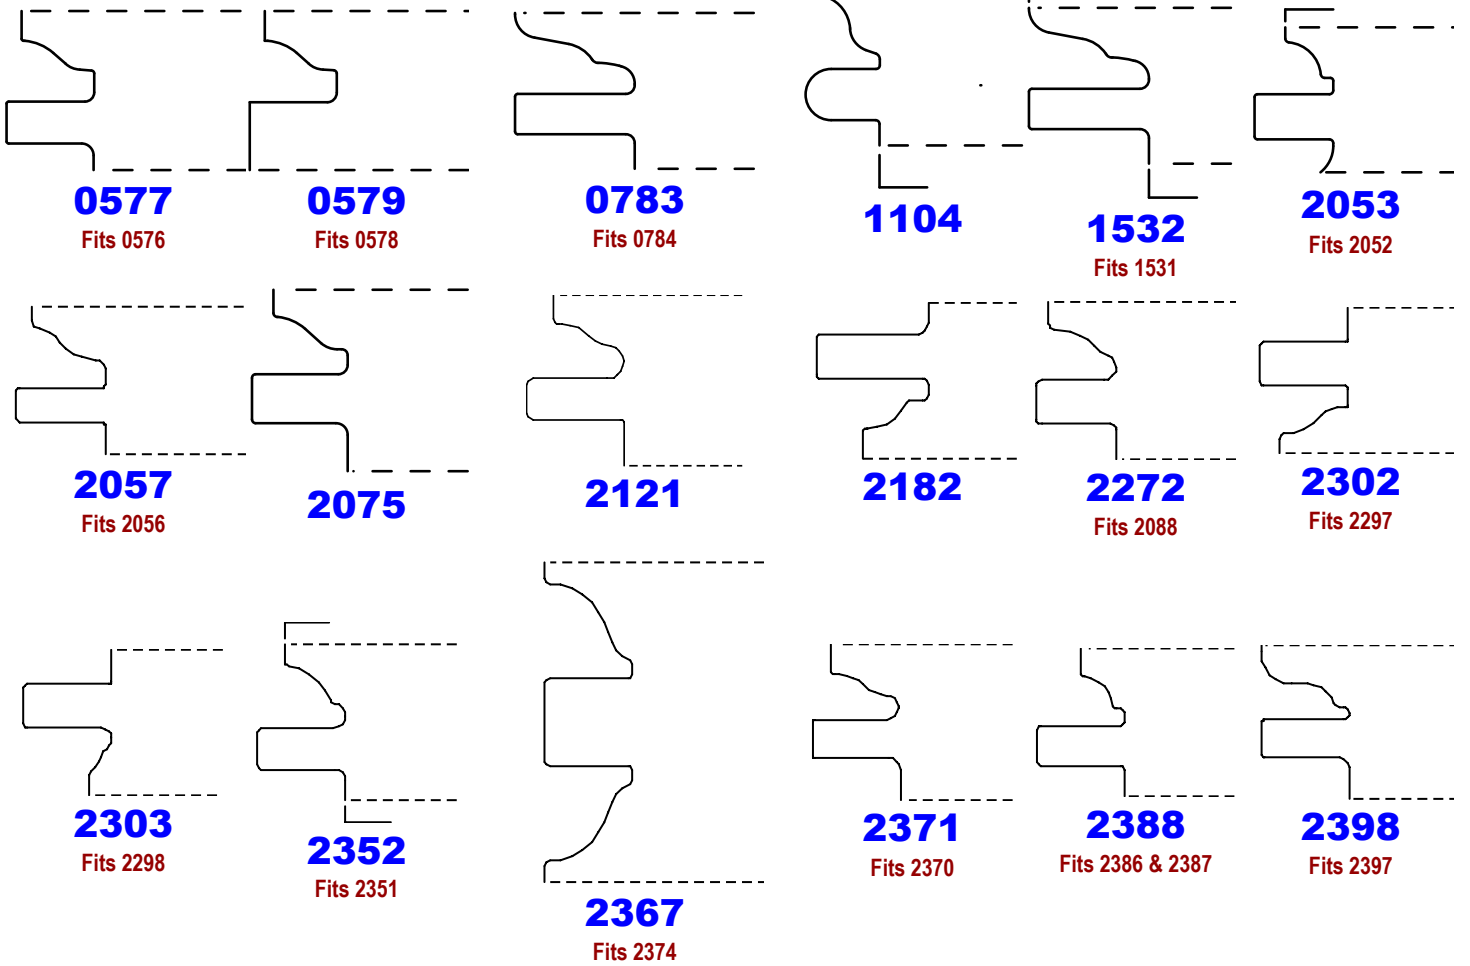 0577
Fits 0576
0579
Fits 0578
0783
Fits 0784
1104
1532
Fits 1531
2053
Fits 2052
2057
Fits 2056
2075
2121
2182
2272
Fits 2088
2302
Fits 2297
2303
Fits 2298
2352
Fits 2351
2367
Fits 2374
2371
Fits 2370
2388
Fits 2386 & 2387
2398
Fits 2397